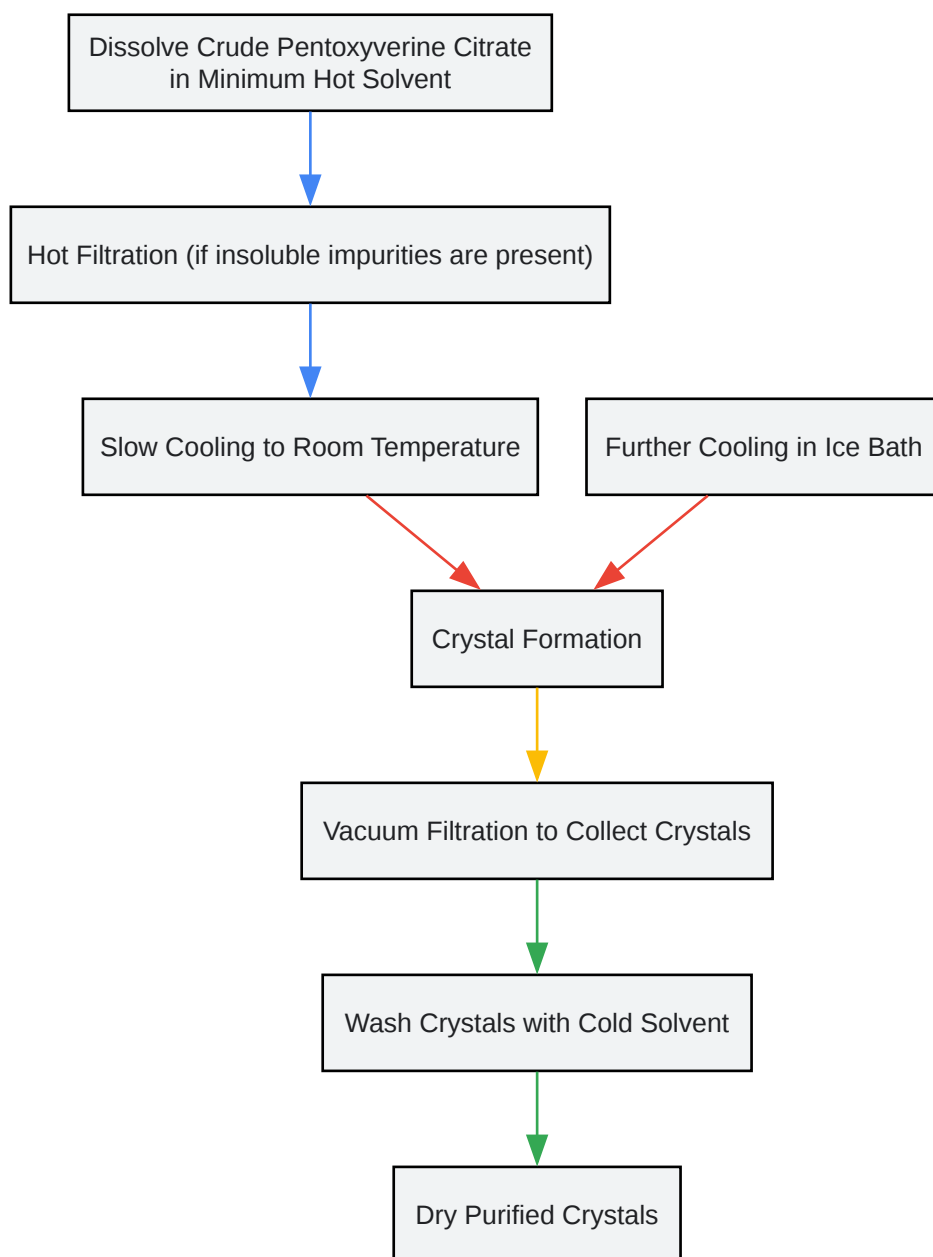 Dissolve Crude Pentoxyverine Citrate
in Minimum Hot Solvent
Hot Filtration (if insoluble impurities are present)
Slow Cooling to Room Temperature
Further Cooling in Ice Bath
Crystal Formation
Vacuum Filtration to Collect Crystals
Wash Crystals with Cold Solvent
Dry Purified Crystals